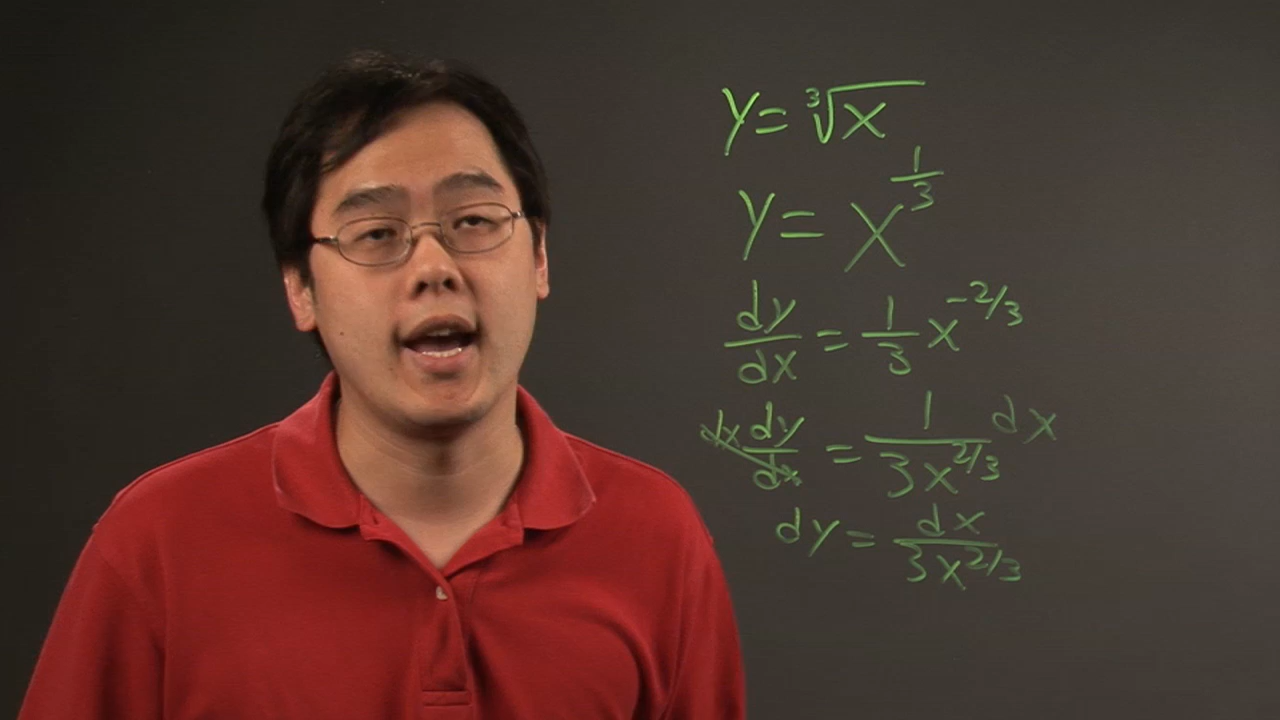 y = ∛x
y = x^(1/3)
dy/dx = 1/3 x^(-2/3)
dx dy/dx = 1/(3x^(2/3)) dx
dy = dx/(3x^(2/3))